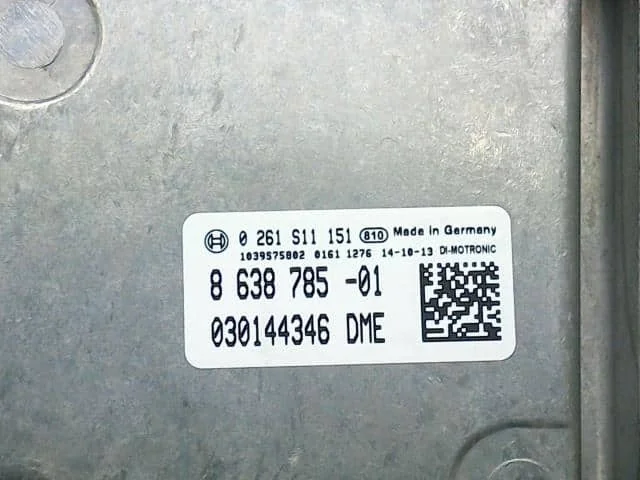 0 261 S11 151 810 Made in Germany
1039575802 0161 1276 14-10-13 DI-MOTRONIC
8 638 785 -01
030144346 DME